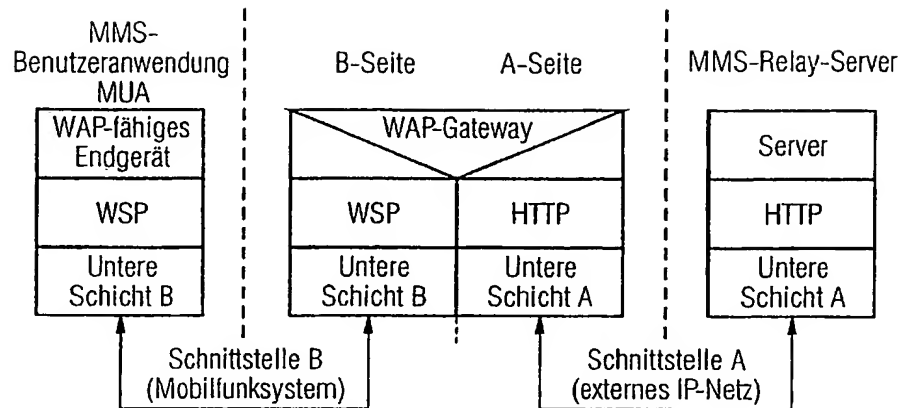 MMS-
Benutzeranwendung
MUA
B-Seite
A-Seite
MMS-Relay-Server
WAP-fähiges
Endgerät
WAP-Gateway
Server
WSP
WSP
HTTP
HTTP
Untere
Schicht B
Untere
Schicht B
Untere
Schicht A
Untere
Schicht A
Schnittstelle B
(Mobilfunksystem)
Schnittstelle A
(externes IP-Netz)